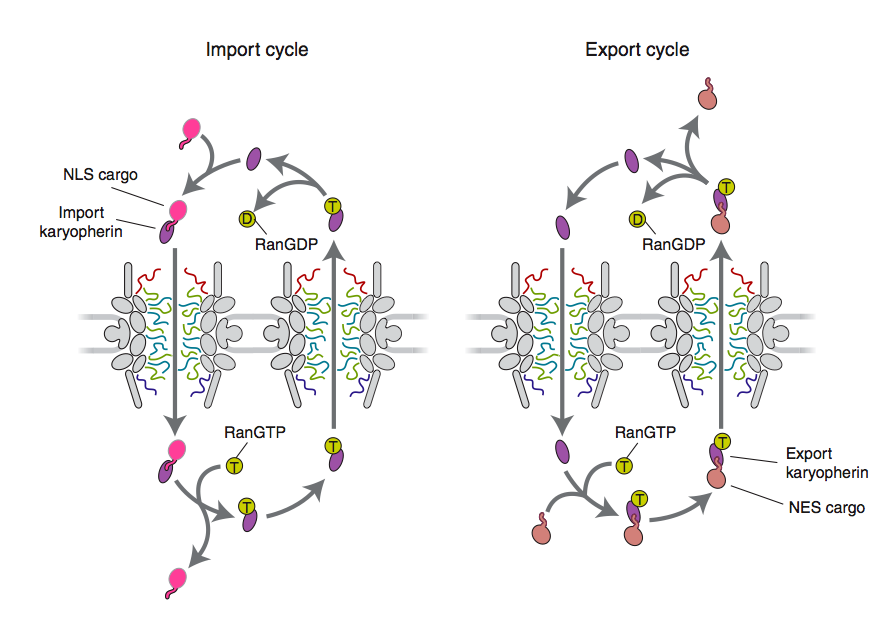 Import cycle
NLS cargo
Import
karyopherin
T
D
RanGDP
RanGTP
T
T
T
Export cycle
T
D
RanGDP
RanGTP
T
T
T
Export
karyopherin
NES cargo